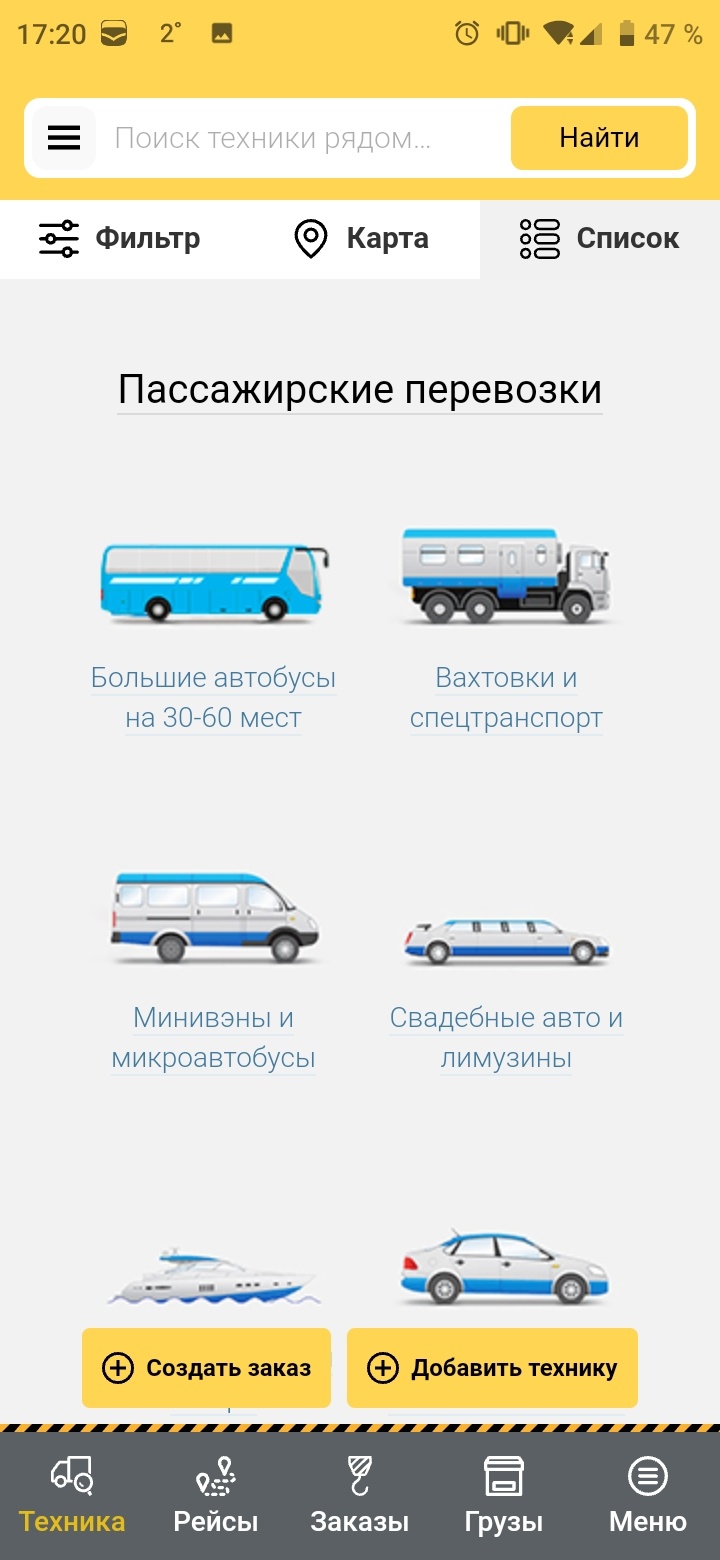 17:20 2° 47 %
Поиск техники рядом... Найти
Фильтр Карта Список
Пассажирские перевозки
Большие автобусы
на 30-60 мест
Вахтовки и
спецтранспорт
Минивэны и
микроавтобусы
Свадебные авто и
лимузины
Создать заказ Добавить технику
Техника Рейсы Заказы Грузы Меню